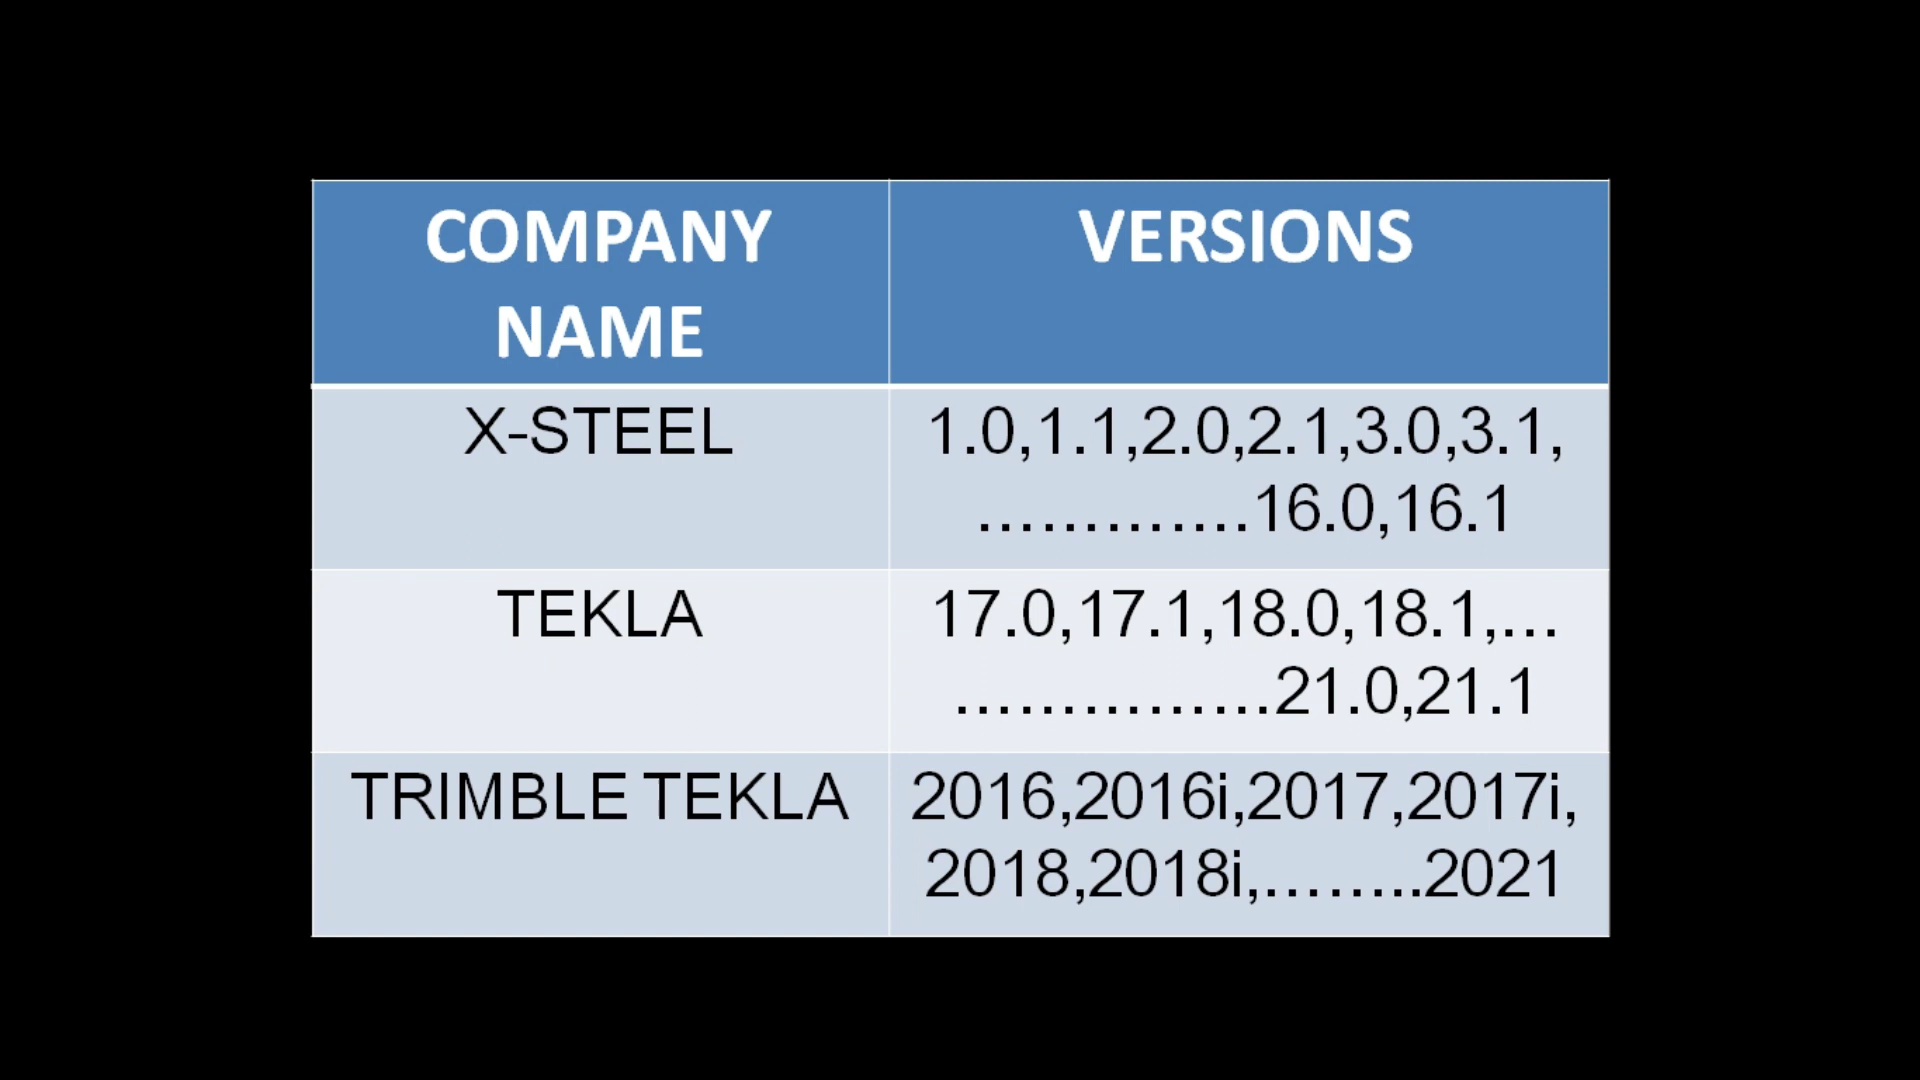 COMPANY
NAME
VERSIONS
X-STEEL
1.0,1.1,2.0,2.1,3.0,3.1,
………….16.0,16.1
TEKLA
17.0,17.1,18.0,18.1,…
……………21.0,21.1
TRIMBLE TEKLA
2016,2016i,2017,2017i,
2018,2018i,……..2021